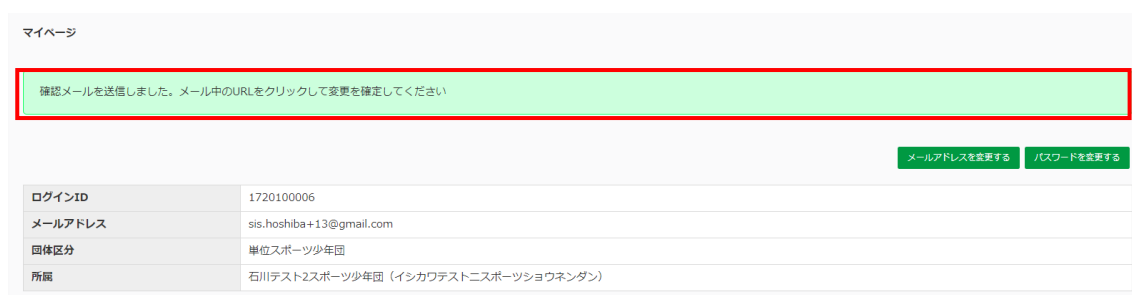 マイページ
確認メールを送信しました。メール中のURLをクリックして変更を確定してください
メールアドレスを変更する パスワードを変更する
ログインID 1720100006
メールアドレス sis.hoshiba+13@gmail.com
団体区分 単位スポーツ少年団
所属 石川テスト2スポーツ少年団（イシカワテストニスポーツショウネンダン）